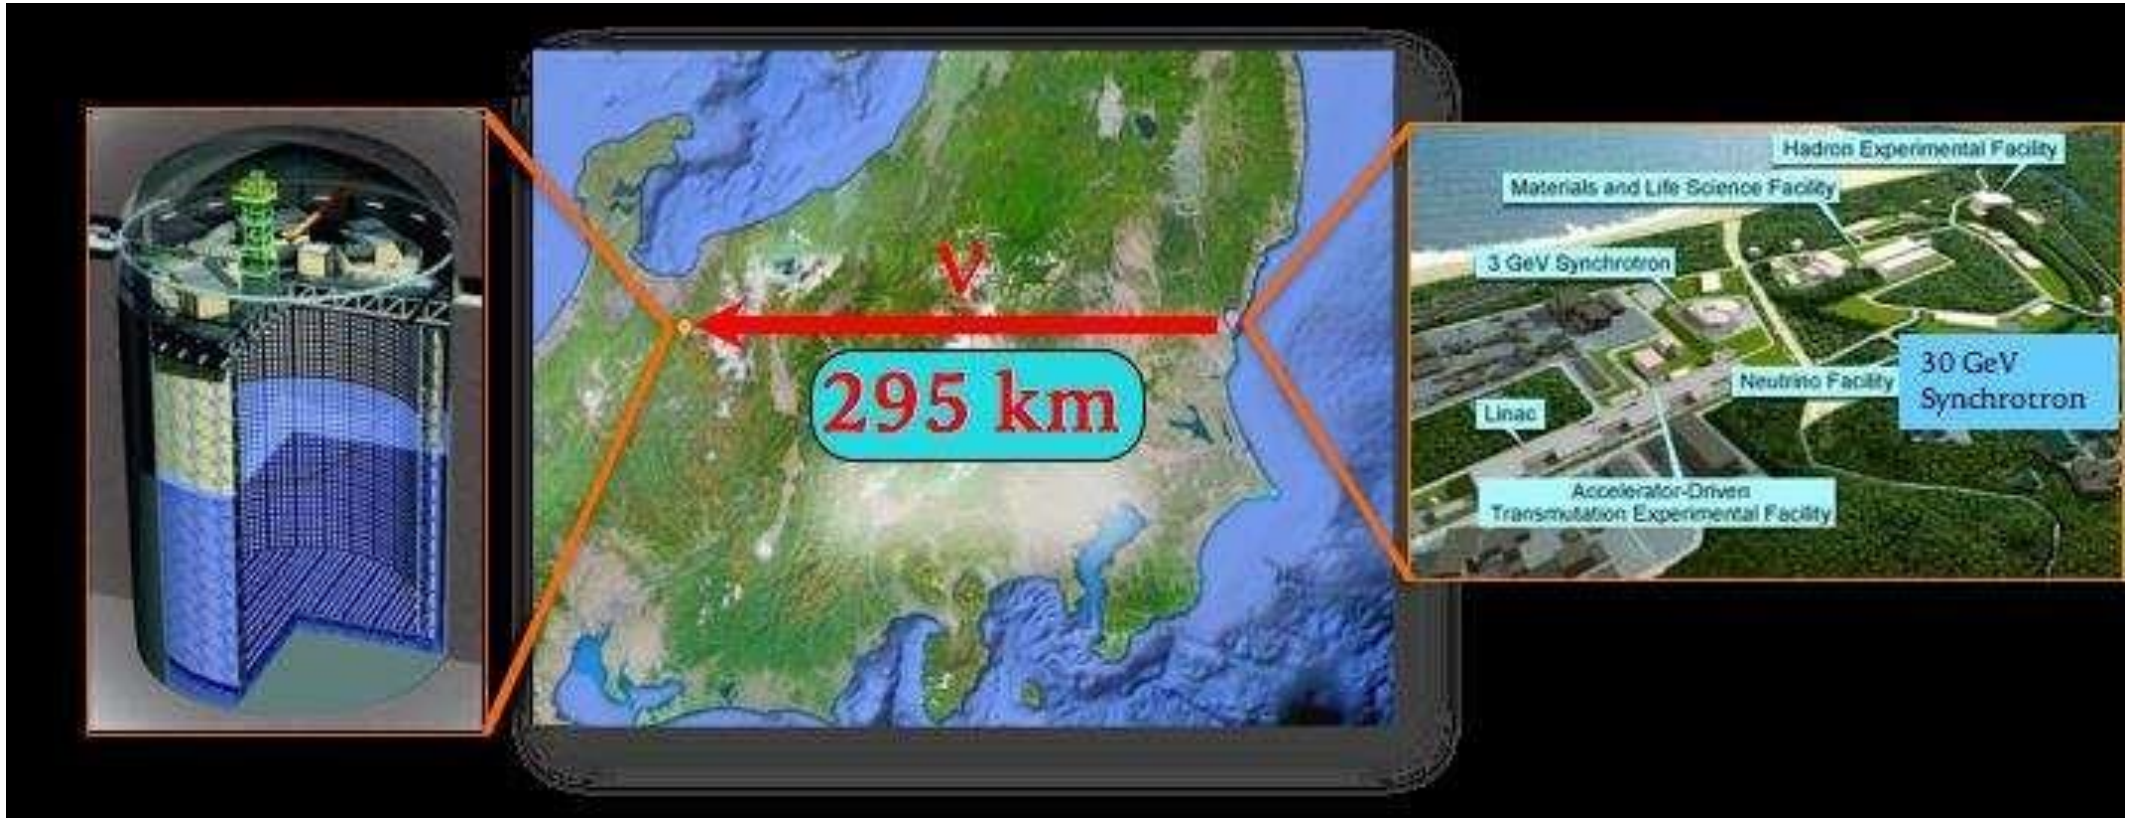 ν
295 km
Hadron Experimental Facility
Materials and Life Science Facility
3 GeV Synchrotron
Neutrino Facility
30 GeV
Synchrotron
Linac
Accelerator-Driven
Transmutation Experimental Facility